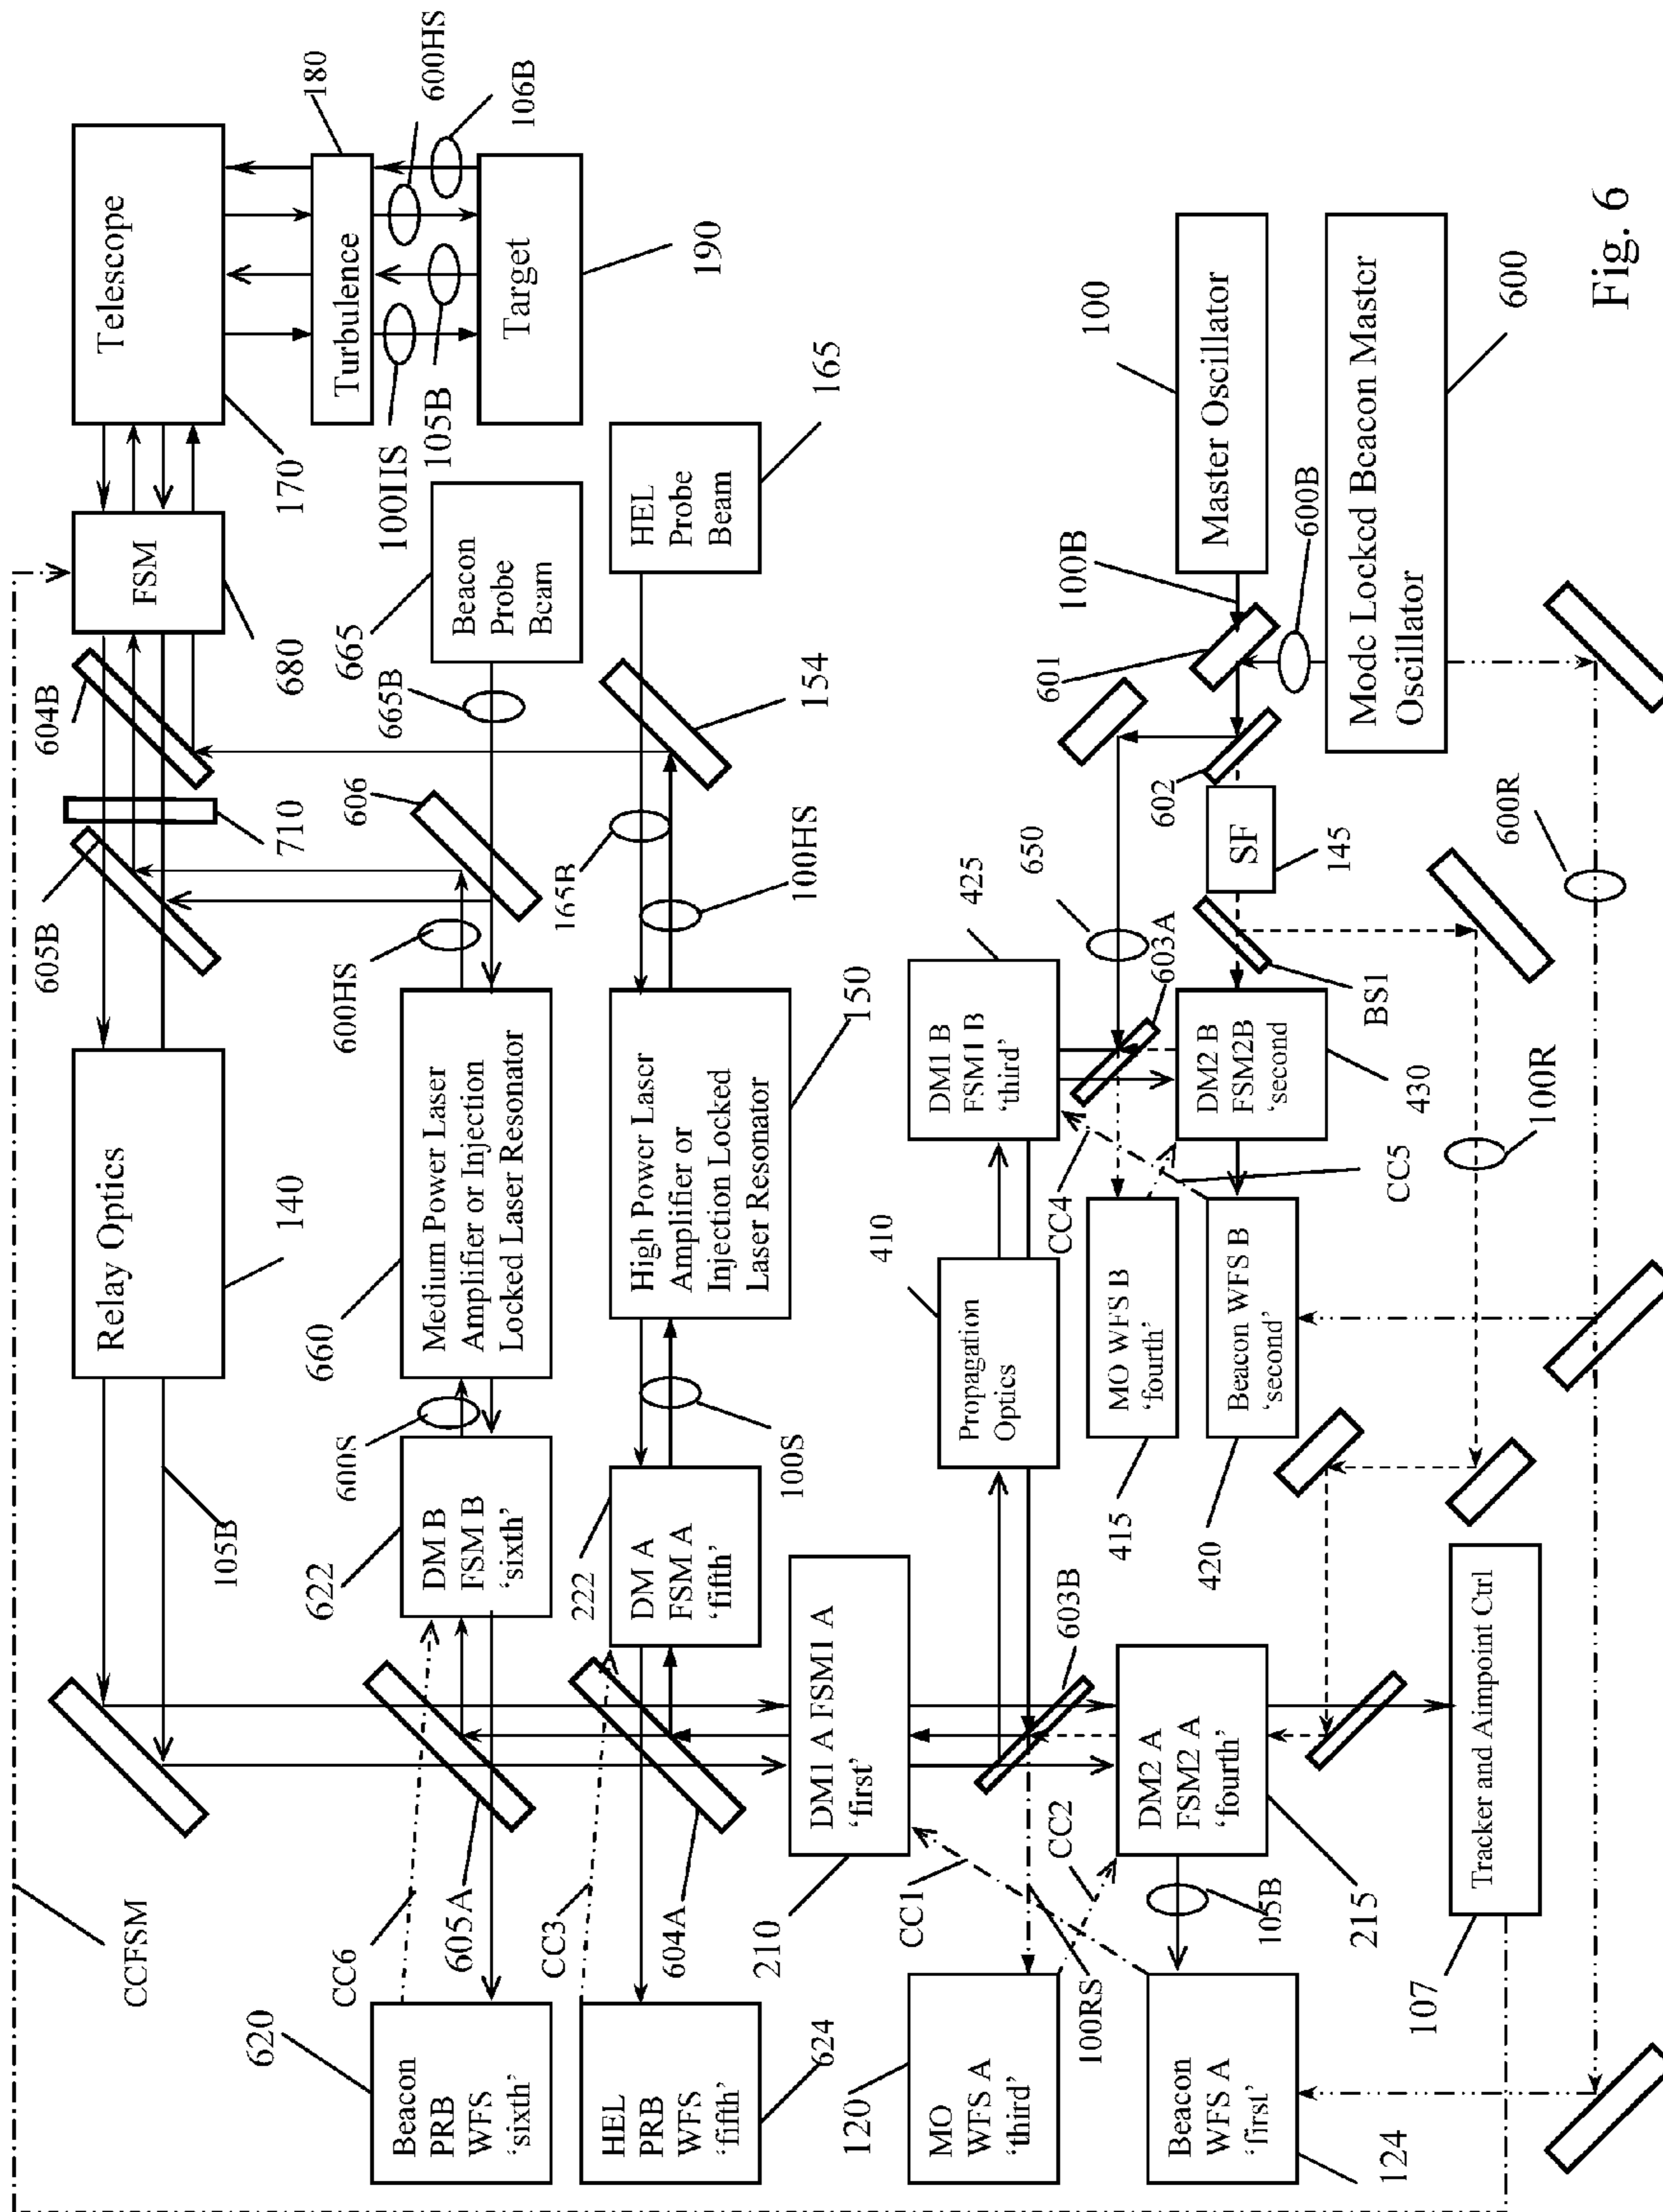 CCFSM
Relay Optics
140
105B
605B
710
604B
FSM
680
Telescope
170
Turbulence
180
100IIS
105B
600HS
106B
Target
190
620
Beacon
PRB
WFS
‘sixth’
CC6
605A
622
DM B
FSM B
‘sixth’
600S
660
Medium Power Laser
Amplifier or Injection
Locked Laser Resonator
600HS
606
665B
665
Beacon
Probe
Beam
HEL
PRB
WFS
‘fifth’
624
CC3
604A
222
DM A
FSM A
‘fifth’
100S
High Power Laser
Amplifier or
Injection Locked
Laser Resonator
150
165B
100HS
154
HEL
Probe
Beam
165
210
DM1 A FSM1 A
‘first’
120
MO
WFS A
‘third’
CC1
100RS
603B
CC2
410
Propagation
Optics
425
DM1 B
FSM1 B
‘third’
CC4
603A
650
MO WFS B
‘fourth’
415
Beacon WFS B
‘second’
420
CC5
DM2 B
FSM2B
‘second
430
BS1
SF
145
602
601
100B
600B
Master Oscillator
100
Mode Locked Beacon Master
Oscillator
600
Beacon
WFS A
‘first’
124
105B
DM2 A
FSM2 A
‘fourth’
215
Tracker and Aimpoint Ctrl
107
100R
600R
Fig. 6